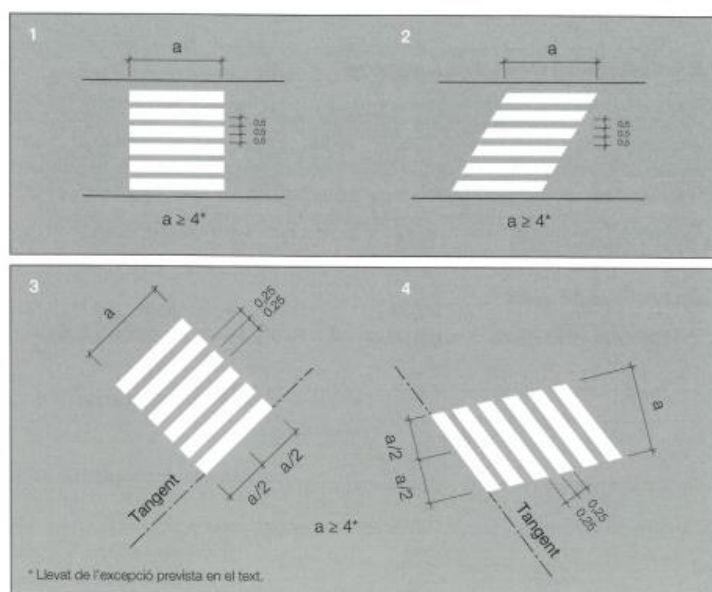 1
a
0,5
0,5
0,5
a ≥ 4*
2
a
0,5
0,5
0,5
a ≥ 4*
3
a
0,25
0,25
a/2
a/2
Tangent
a ≥ 4*
4
a
a/2
a/2
0,25
0,25
Tangent
* Llevat de l'excepció prevista en el text.